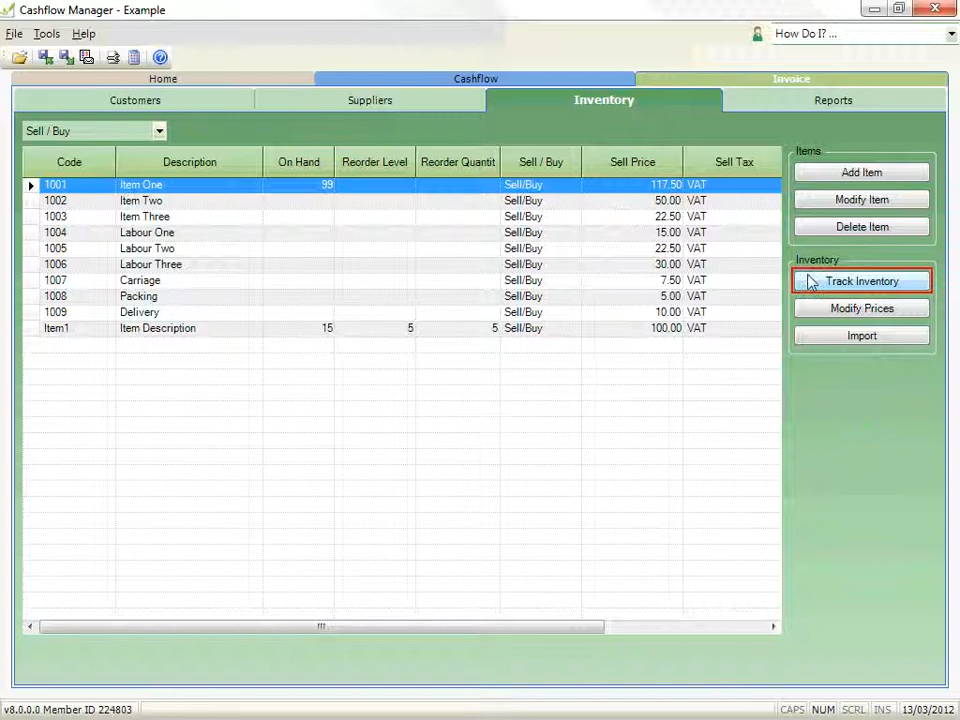 Cashflow Manager - Example
File Tools Help
How Do I? ...
Home Cashflow Invoice
Customers Suppliers Inventory Reports
Sell / Buy
Code Description On Hand Reorder Level Reorder Quantit Sell / Buy Sell Price Sell Tax
1001 Item One 99 Sell/Buy 117.50 VAT
1002 Item Two Sell/Buy 50.00 VAT
1003 Item Three Sell/Buy 22.50 VAT
1004 Labour One Sell/Buy 15.00 VAT
1005 Labour Two Sell/Buy 22.50 VAT
1006 Labour Three Sell/Buy 30.00 VAT
1007 Carriage Sell/Buy 7.50 VAT
1008 Packing Sell/Buy 5.00 VAT
1009 Delivery Sell/Buy 10.00 VAT
Item1 Item Description 15 5 5 Sell/Buy 100.00 VAT
Items
Add Item
Modify Item
Delete Item
Inventory
Track Inventory
Modify Prices
Import
v8.0.0.0 Member ID 224803 CAPS NUM SCRL INS 13/03/2012